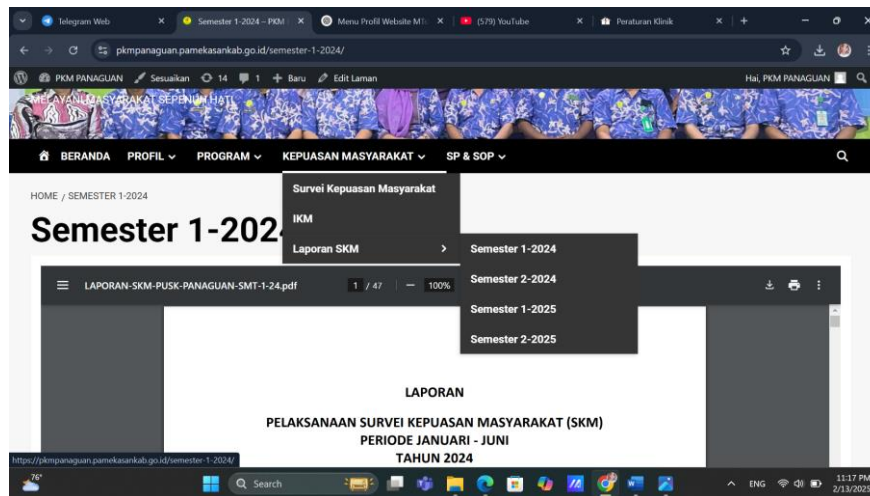 Telegram Web
Semester 1-2024 – PKM
Menu Profil Website MTs
(579) YouTube
Peraturan Klinik
pkmpanaguan.pamekasankab.go.id/semester-1-2024/
PKM PANAGUAN Sesuaikan 14 1 + Baru Edit Laman Hai, PKM PANAGUAN
MELAYANI MASYARAKAT SEPENUH HATI
BERANDA PROFIL PROGRAM KEPUASAN MASYARAKAT SP & SOP
Survei Kepuasan Masyarakat
HOME / SEMESTER 1-2024
IKM
Semester 1-202
Laporan SKM
Semester 1-2024
Semester 2-2024
Semester 1-2025
Semester 2-2025
LAPORAN-SKM-PUSK-PANAGUAN-SMT-1-24.pdf 1 / 47 — 100%
LAPORAN
PELAKSANAAN SURVEI KEPUASAN MASYARAKAT (SKM)
PERIODE JANUARI - JUNI
TAHUN 2024
https://pkmpanaguan.pamekasankab.go.id/semester-1-2024/
76°
Search
ENG
11:17 PM
2/13/2025